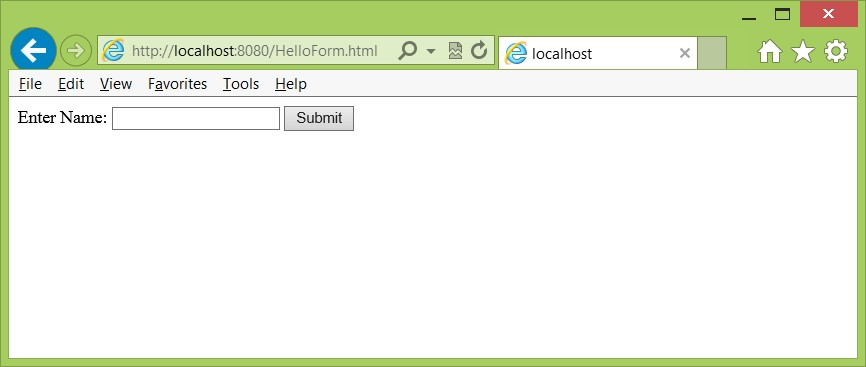 http://localhost:8080/HelloForm.html localhost
File Edit View Favorites Tools Help
Enter Name: Submit